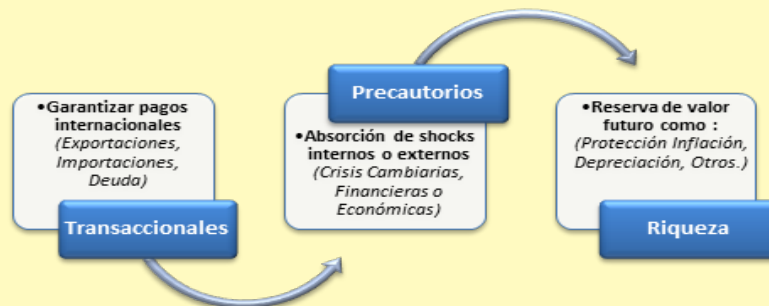 •Garantizar pagos
internacionales
(Exportaciones,
Importaciones,
Deuda)
Transaccionales
Precautorios
•Absorción de shocks
internos o externos
(Crisis Cambiarias,
Financieras o
Económicas)
•Reserva de valor
futuro como :
(Protección Inflación,
Depreciación, Otros.)
Riqueza